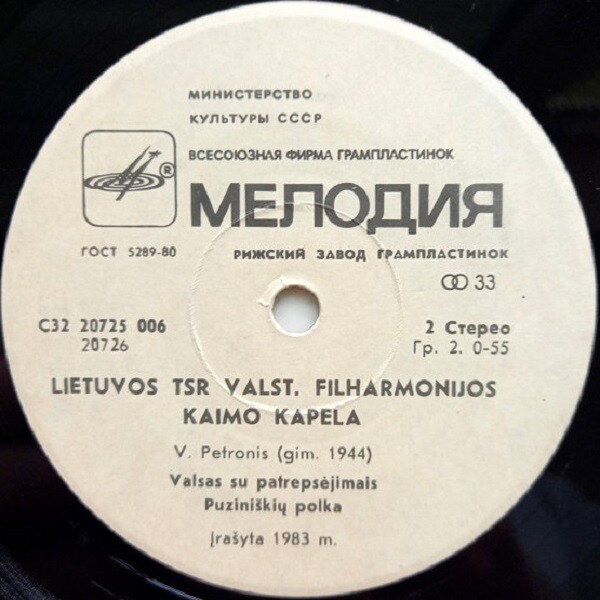 МИНИСТЕРСТВО
КУЛЬТУРЫ СССР
ВСЕСОЮЗНАЯ ФИРМА ГРАМПЛАСТИНОК
®
МЕЛОДИЯ
ГОСТ 5289-80
РИЖСКИЙ ЗАВОД ГРАМПЛАСТИНОК
33
С32 20725 006
20726
2 Стерео
Гр. 2. 0-55
LIETUVOS TSR VALST. FILHARMONIJOS
KAIMO KAPELA
V. Petronis (gim. 1944)
Valsas su patrepsėjimais
Puziniškių polka
Įrašyta 1983 m.